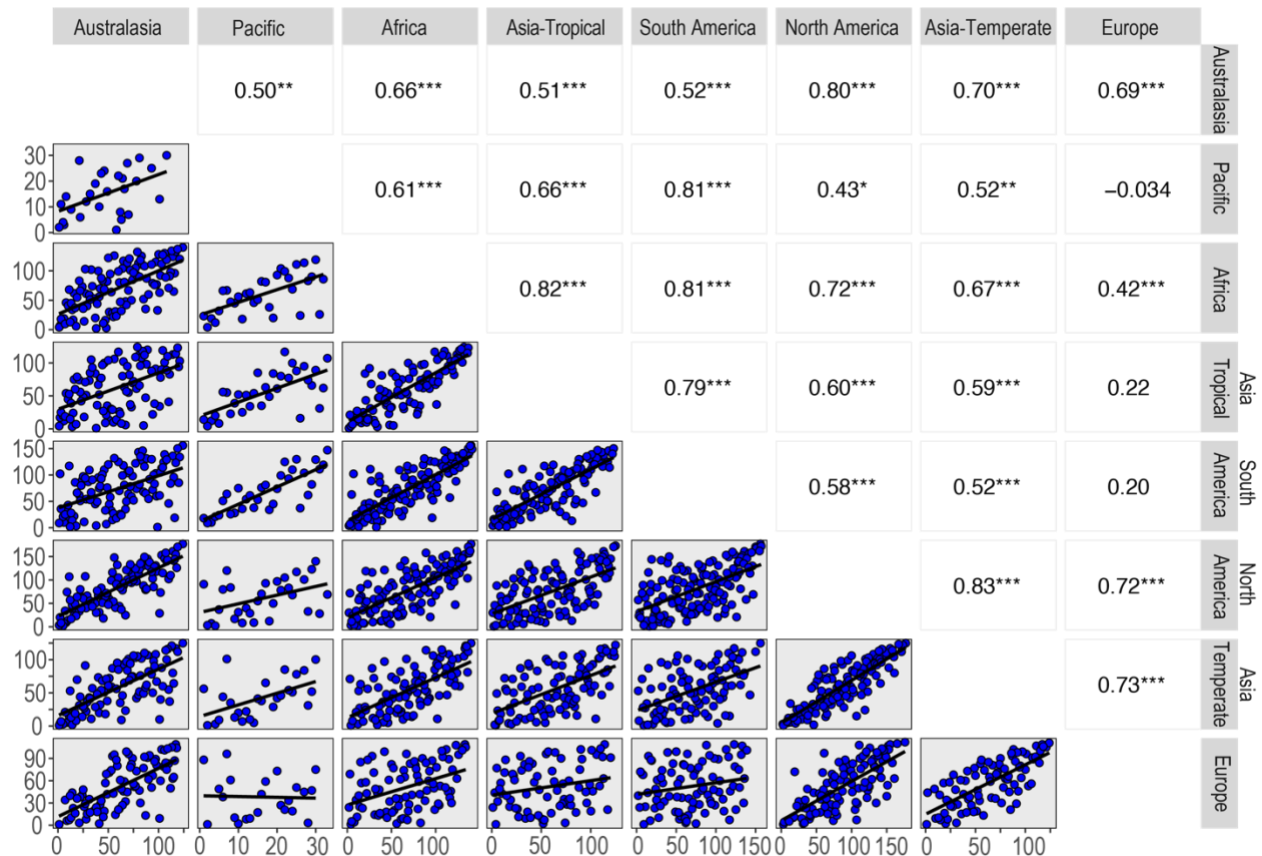 Australasia Pacific Africa Asia-Tropical South America North America Asia-Temperate Europe
0.50** 0.66*** 0.51*** 0.52*** 0.80*** 0.70*** 0.69*** Australasia
30
20
10
0
0.61*** 0.66*** 0.81*** 0.43* 0.52** −0.034 Pacific
100
50
0
0.82*** 0.81*** 0.72*** 0.67*** 0.42*** Africa
100
50
0
0.79*** 0.60*** 0.59*** 0.22 Asia
Tropical
150
100
50
0
0.58*** 0.52*** 0.20 South
America
150
100
50
0
0.83*** 0.72*** North
America
100
50
0
0.73*** Asia
Temperate
90
60
30
0
Europe
0 50 100 0 10 20 30 0 50 100 0 50 100 0 50 100 150 0 50 100 150 0 50 100